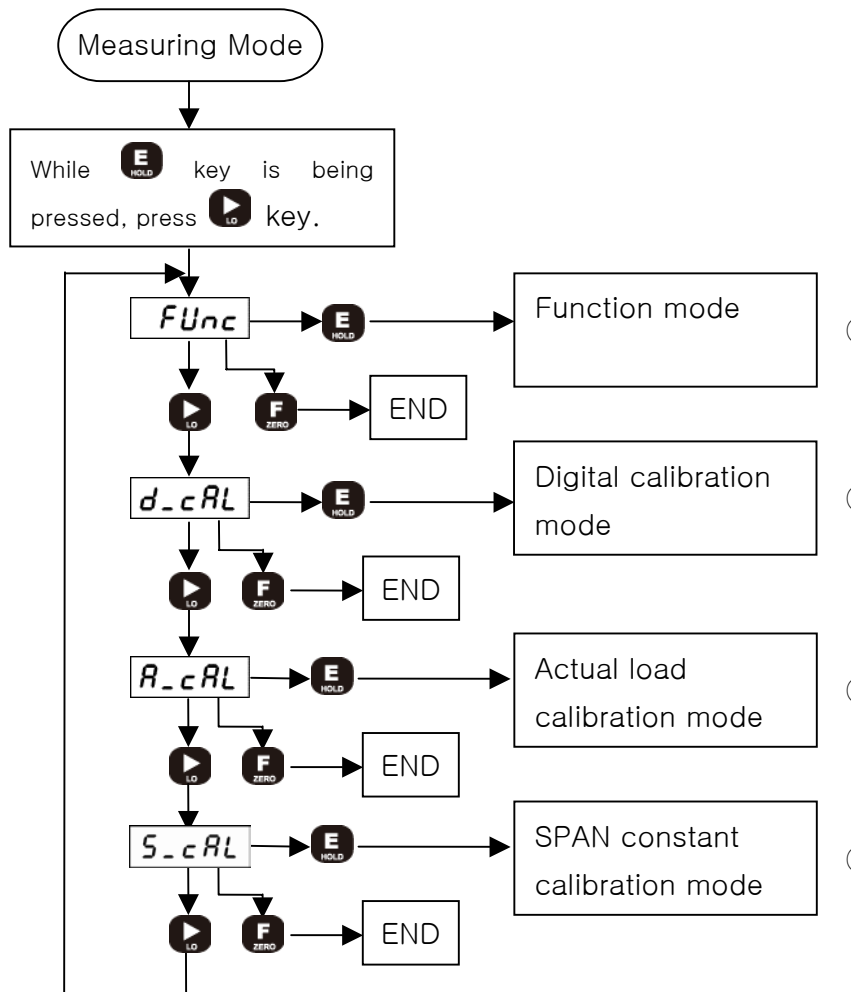 Measuring Mode
While E HOLD key is being
pressed, press LO key.
FUnc
E
HOLD
Function mode
LO
F
ZERO
END
d_cAL
E
HOLD
Digital calibration
mode
LO
F
ZERO
END
A_cAL
E
HOLD
Actual load
calibration mode
LO
F
ZERO
END
S_cAL
E
HOLD
SPAN constant
calibration mode
LO
F
ZERO
END